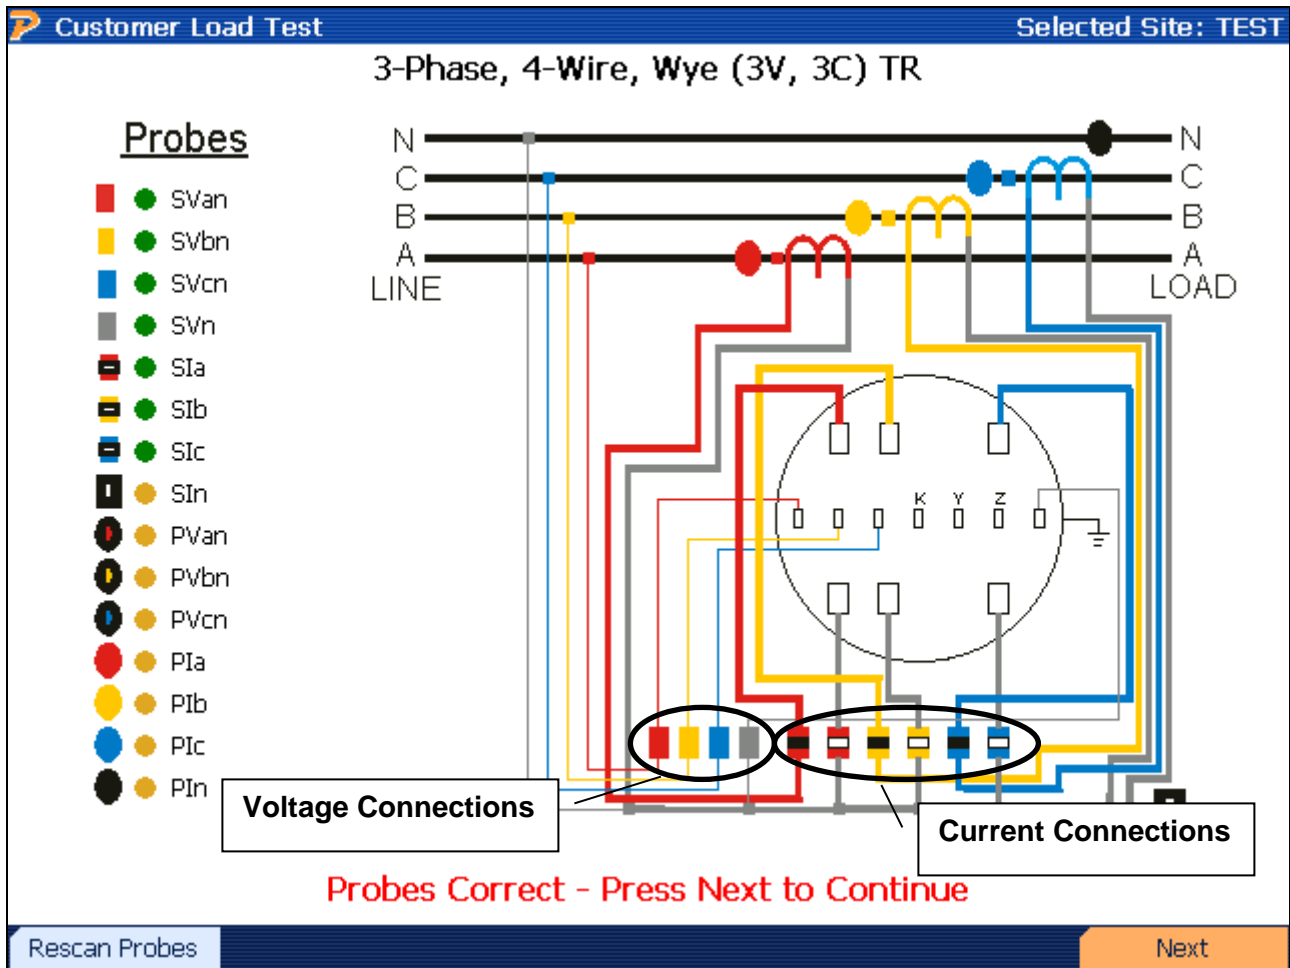 Customer Load Test
Selected Site: TEST
3-Phase, 4-Wire, Wye (3V, 3C) TR
Probes
SVan
SVbn
SVcn
SVn
SIa
SIb
SIc
SIn
PVan
PVbn
PVcn
PIa
PIb
PIc
PIn
N
C
B
A
LINE
N
C
B
A
LOAD
K Y Z
Voltage Connections
Current Connections
Probes Correct - Press Next to Continue
Rescan Probes
Next